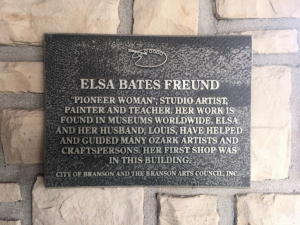 ELSA BATES FREUND
"PIONEER WOMAN", STUDIO ARTIST,
PAINTER AND TEACHER. HER WORK IS
FOUND IN MUSEUMS WORLDWIDE. ELSA
AND HER HUSBAND, LOUIS, HAVE HELPED
AND GUIDED MANY OZARK ARTISTS AND
CRAFTSPERSONS. HER FIRST SHOP WAS
IN THIS BUILDING.
CITY OF BRANSON AND THE BRANSON ARTS COUNCIL, INC.